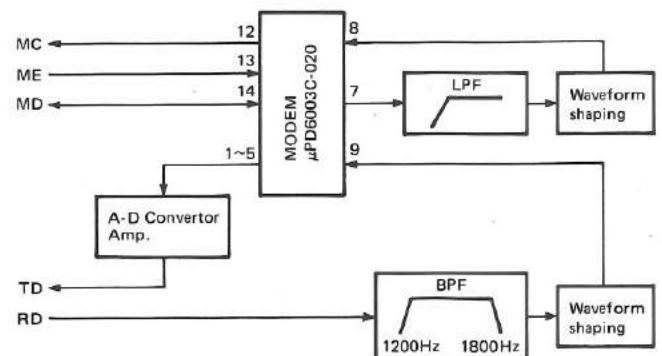 MC
12
8
ME
13
MD
14
MODEM
μPD6003C-020
7
LPF
Waveform
shaping
1~5
9
A-D Convertor
Amp.
TD
RD
BPF
1200Hz 1800Hz
Waveform
shaping